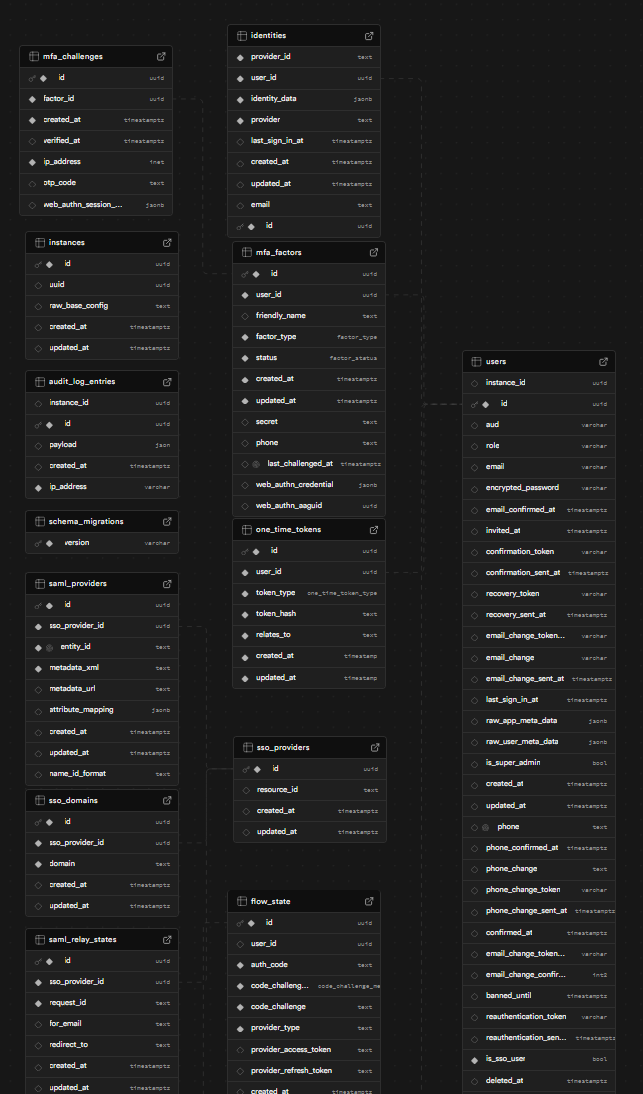 mfa_challenges
id uuid
factor_id uuid
created_at timestamptz
verified_at timestamptz
ip_address inet
otp_code text
web_authn_session_... jsonb
instances
id uuid
uuid uuid
raw_base_config text
created_at timestamptz
updated_at timestamptz
audit_log_entries
instance_id uuid
id uuid
payload json
created_at timestamptz
ip_address varchar
schema_migrations
version varchar
saml_providers
id uuid
sso_provider_id uuid
entity_id text
metadata_xml text
metadata_url text
attribute_mapping jsonb
created_at timestamptz
updated_at timestamptz
name_id_format text
sso_domains
id uuid
sso_provider_id uuid
domain text
created_at timestamptz
updated_at timestamptz
saml_relay_states
id uuid
sso_provider_id uuid
request_id text
for_email text
redirect_to text
created_at timestamptz
updated_at timestamptz
identities
provider_id text
user_id uuid
identity_data jsonb
provider text
last_sign_in_at timestamptz
created_at timestamptz
updated_at timestamptz
email text
id uuid
mfa_factors
id uuid
user_id uuid
friendly_name text
factor_type factor_type
status factor_status
created_at timestamptz
updated_at timestamptz
secret text
phone text
last_challenged_at timestamptz
web_authn_credential jsonb
web_authn_aaguid uuid
one_time_tokens
id uuid
user_id uuid
token_type one_time_token_type
token_hash text
relates_to text
created_at timestamp
updated_at timestamp
sso_providers
id uuid
resource_id text
created_at timestamptz
updated_at timestamptz
flow_state
id uuid
user_id uuid
auth_code text
code_challeng... code_challenge_me
code_challenge text
provider_type text
provider_access_token text
provider_refresh_token text
created_at timestamptz
users
instance_id uuid
id uuid
aud varchar
role varchar
email varchar
encrypted_password varchar
email_confirmed_at timestamptz
invited_at timestamptz
confirmation_token varchar
confirmation_sent_at timestamptz
recovery_token varchar
recovery_sent_at timestamptz
email_change_token... varchar
email_change varchar
email_change_sent_at timestamptz
last_sign_in_at timestamptz
raw_app_meta_data jsonb
raw_user_meta_data jsonb
is_super_admin bool
created_at timestamptz
updated_at timestamptz
phone text
phone_confirmed_at timestamptz
phone_change text
phone_change_token varchar
phone_change_sent_at timestamptz
confirmed_at timestamptz
email_change_token... varchar
email_change_confir... int2
banned_until timestamptz
reauthentication_token varchar
reauthentication_sen... timestamptz
is_sso_user bool
deleted_at timestamptz